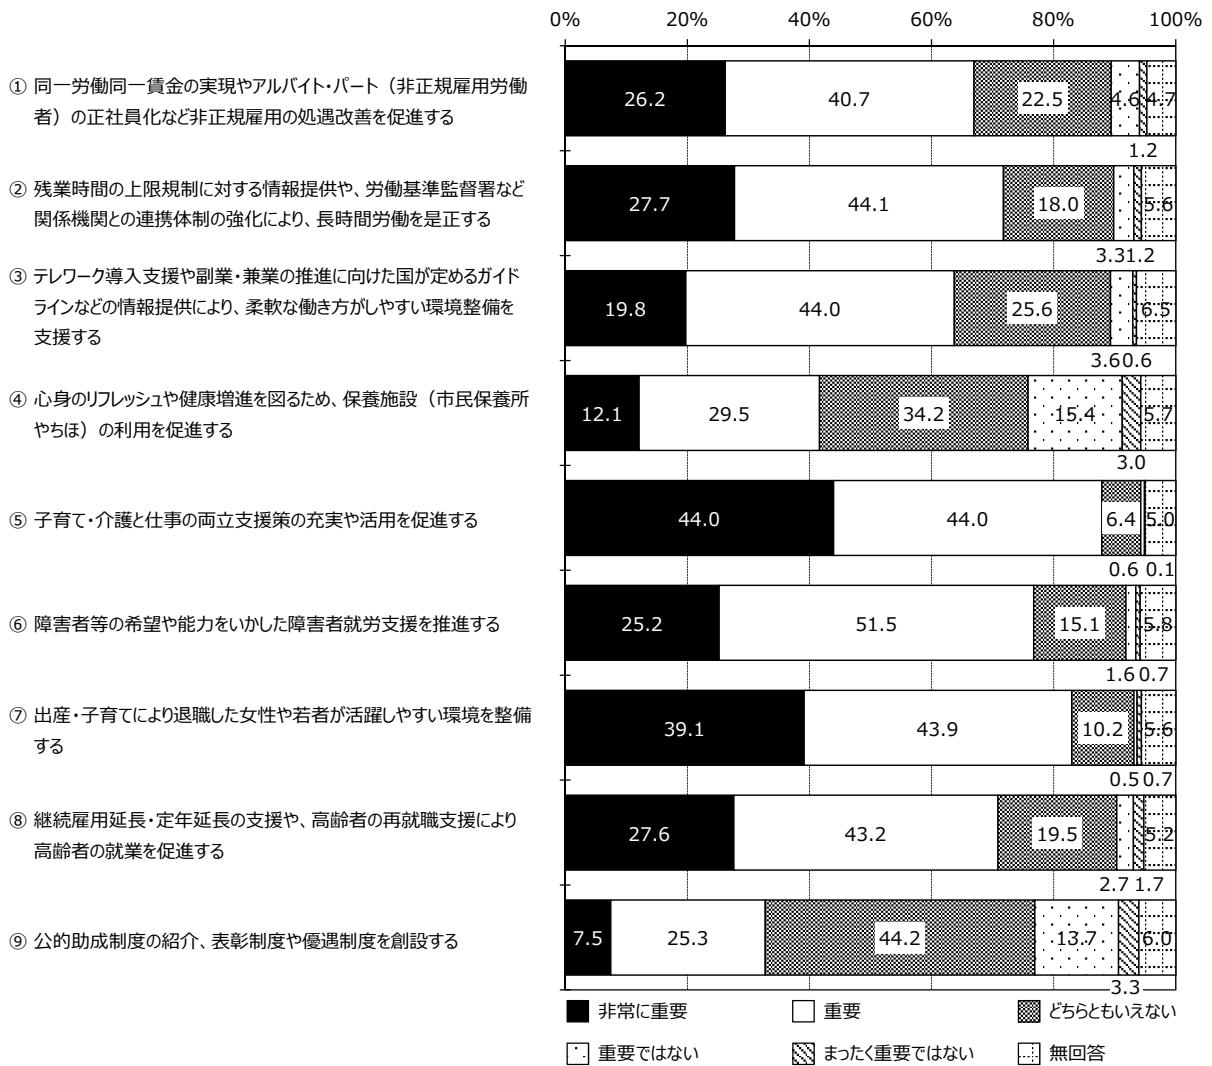 0% 20% 40% 60% 80% 100%
① 同一労働同一賃金の実現やアルバイト・パート（非正規雇用労働
者）の正社員化など非正規雇用の処遇改善を促進する
26.2 40.7 22.5 4.6 4.7
1.2
② 残業時間の上限規制に対する情報提供や、労働基準監督署など
関係機関との連携体制の強化により、長時間労働を是正する
27.7 44.1 18.0 5.6
3.3 1.2
③ テレワーク導入支援や副業・兼業の推進に向けた国が定めるガイド
ラインなどの情報提供により、柔軟な働き方がしやすい環境整備を
支援する
19.8 44.0 25.6 6.5
3.6 0.6
④ 心身のリフレッシュや健康増進を図るため、保養施設（市民保養所
やちほ）の利用を促進する
12.1 29.5 34.2 15.4 5.7
3.0
⑤ 子育て・介護と仕事の両立支援策の充実や活用を促進する
44.0 44.0 6.4 5.0
0.6 0.1
⑥ 障害者等の希望や能力をいかした障害者就労支援を推進する
25.2 51.5 15.1 5.8
1.6 0.7
⑦ 出産・子育てにより退職した女性や若者が活躍しやすい環境を整備
する
39.1 43.9 10.2 5.6
0.5 0.7
⑧ 継続雇用延長・定年延長の支援や、高齢者の再就職支援により
高齢者の就業を促進する
27.6 43.2 19.5 5.2
2.7 1.7
⑨ 公的助成制度の紹介、表彰制度や優遇制度を創設する
7.5 25.3 44.2 13.7 6.0
3.3
非常に重要 重要 どちらともいえない
重要ではない まったく重要ではない 無回答